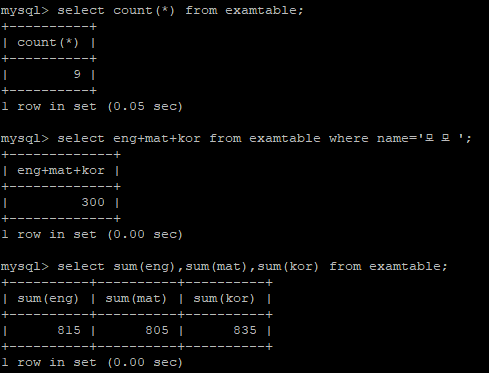 mysql> select count(*) from examtable;
+----------+
| count(*) |
+----------+
|        9 |
+----------+
1 row in set (0.05 sec)
mysql> select eng+mat+kor from examtable where name='모모';
+-------------+
| eng+mat+kor |
+-------------+
|         300 |
+-------------+
1 row in set (0.00 sec)
mysql> select sum(eng),sum(mat),sum(kor) from examtable;
+----------+----------+----------+
| sum(eng) | sum(mat) | sum(kor) |
+----------+----------+----------+
|      815 |      805 |      835 |
+----------+----------+----------+
1 row in set (0.00 sec)